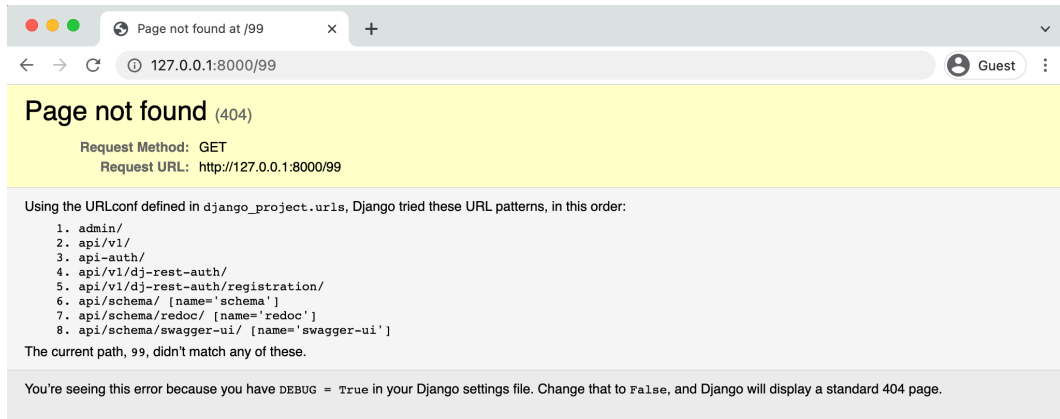 Page not found at /99
127.0.0.1:8000/99
Guest
Page not found (404)
Request Method: GET
Request URL: http://127.0.0.1:8000/99
Using the URLconf defined in django_project.urls, Django tried these URL patterns, in this order:
1. admin/
2. api/v1/
3. api-auth/
4. api/v1/dj-rest-auth/
5. api/v1/dj-rest-auth/registration/
6. api/schema/ [name='schema']
7. api/schema/redoc/ [name='redoc']
8. api/schema/swagger-ui/ [name='swagger-ui']
The current path, 99, didn’t match any of these.
You’re seeing this error because you have DEBUG = True in your Django settings file. Change that to False, and Django will display a standard 404 page.